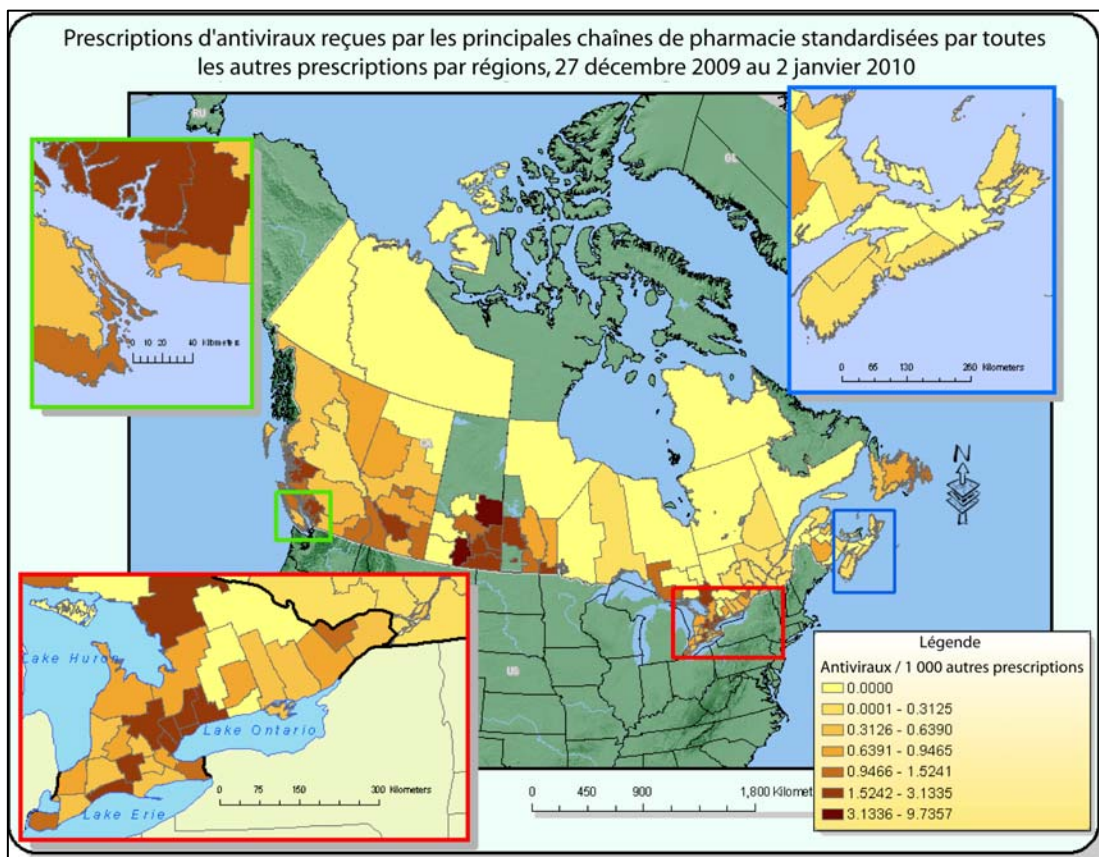 Prescriptions d'antiviraux reçues par les principales chaînes de pharmacie standardisées par toutes
les autres prescriptions par régions, 27 décembre 2009 au 2 janvier 2010
RU
GL
0 10 20 40 Kilometers
0 65 130 260 Kilometers
CA
N
US
Lake Huron
Lake Ontario
Lake Erie
0 75 150 300 Kilometers
0 450 900 1,800 Kilomet
Légende
Antiviraux / 1 000 autres prescriptions
0.0000
0.0001 - 0.3125
0.3126 - 0.6390
0.6391 - 0.9465
0.9466 - 1.5241
1.5242 - 3.1335
3.1336 - 9.7357